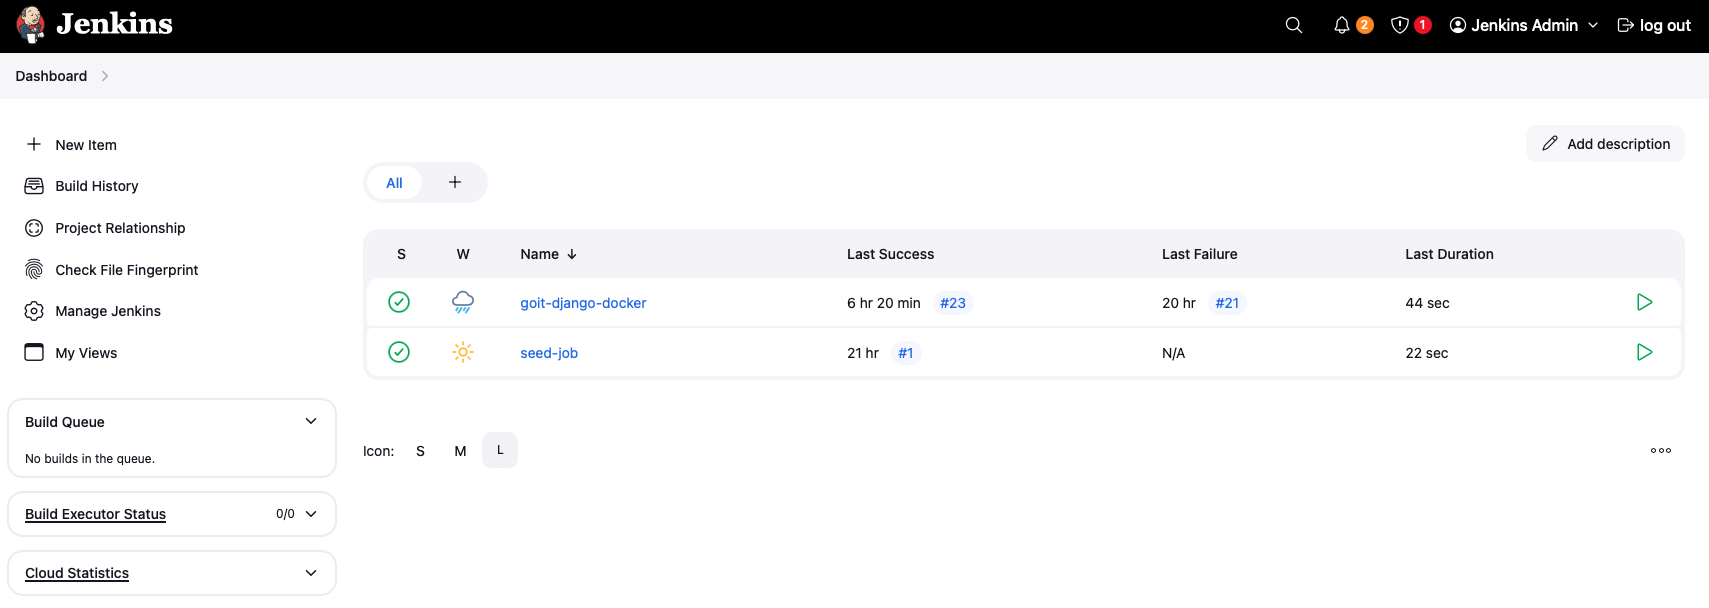 Jenkins
2
1
Jenkins Admin
log out
Dashboard
New Item
Build History
Project Relationship
Check File Fingerprint
Manage Jenkins
My Views
Build Queue
No builds in the queue.
Build Executor Status 0/0
Cloud Statistics
Add description
All
S W Name ↓ Last Success Last Failure Last Duration
goit-django-docker 6 hr 20 min #23 20 hr #21 44 sec
seed-job 21 hr #1 N/A 22 sec
Icon: S M L